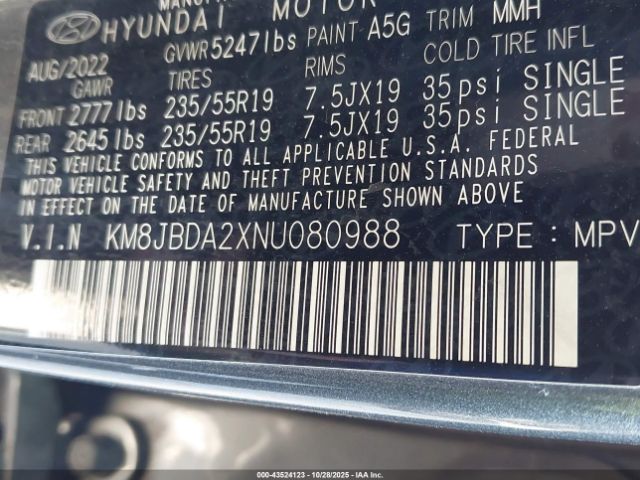 HYUNDAI MOTOR
AUG/2022 GVWR 5247lbs PAINT A5G TRIM MMH
GAWR TIRES RIMS COLD TIRE INFL
FRONT 2777lbs 235/55R19 7.5JX19 35psi SINGLE
REAR 2645lbs 235/55R19 7.5JX19 35psi SINGLE
THIS VEHICLE CONFORMS TO ALL APPLICABLE U.S.A. FEDERAL
MOTOR VEHICLE SAFETY AND THEFT PREVENTION STANDARDS
IN EFFECT ON THE DATE OF MANUFACTURE SHOWN ABOVE
V.I.N KM8JBDA2XNU080988 TYPE : MPV
000-43524123 | 10/28/2025 | Copyright © IAA, Inc.